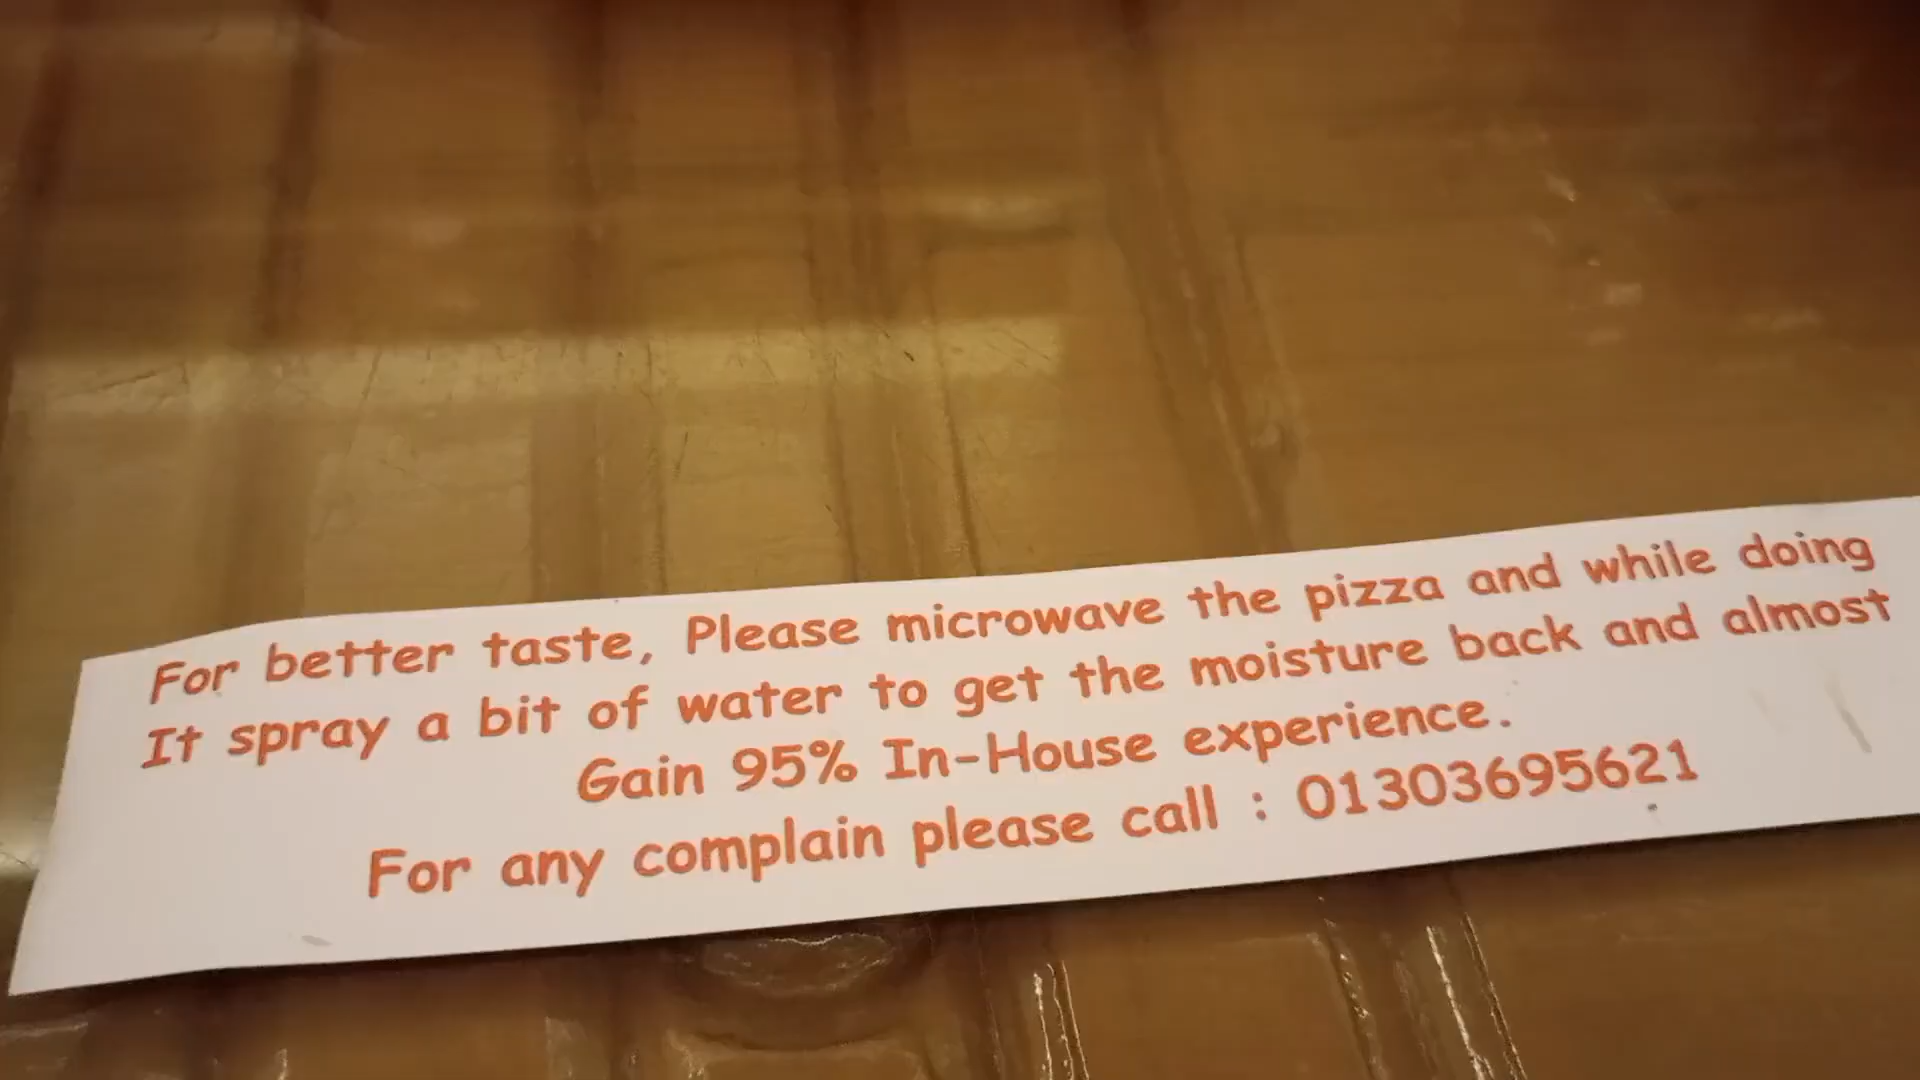 For better taste, Please microwave the pizza and while doing
It spray a bit of water to get the moisture back and almost
Gain 95% In-House experience.
For any complain please call : 01303695621